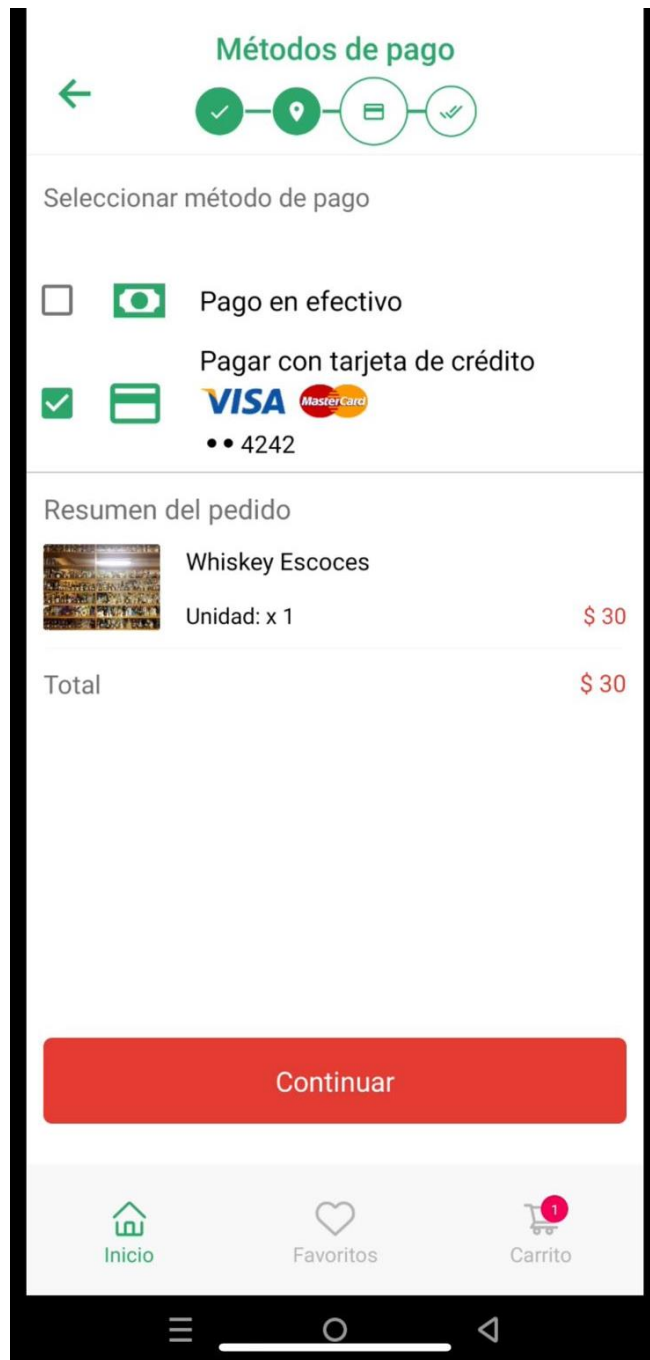 Métodos de pago
Seleccionar método de pago
Pago en efectivo
Pagar con tarjeta de crédito
VISA MasterCard
•• 4242
Resumen del pedido
Whiskey Escoces
Unidad: x 1 $ 30
Total $ 30
Continuar
1
Inicio Favoritos Carrito